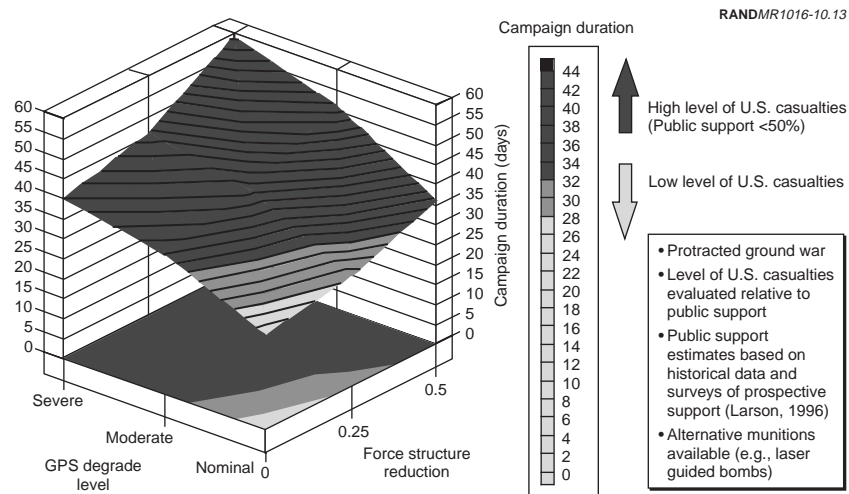 RANDMR1016-10.13
Campaign duration
60
55
50
45
40
35
30
25
20
15
10
5
0
60
55
50
45
40
35
30
25
20
15
10
5
0
Campaign duration (days)
Severe
Moderate
Nominal
GPS degrade
level
0
0.25
0.5
Force structure
reduction
44
42
40
38
36
34
32
30
28
26
24
22
20
18
16
14
12
10
8
6
4
2
0
High level of U.S. casualties
(Public support <50%)
Low level of U.S. casualties
• Protracted ground war
• Level of U.S. casualties
evaluated relative to
public support
• Public support
estimates based on
historical data and
surveys of prospective
support (Larson, 1996)
• Alternative munitions
available (e.g., laser
guided bombs)